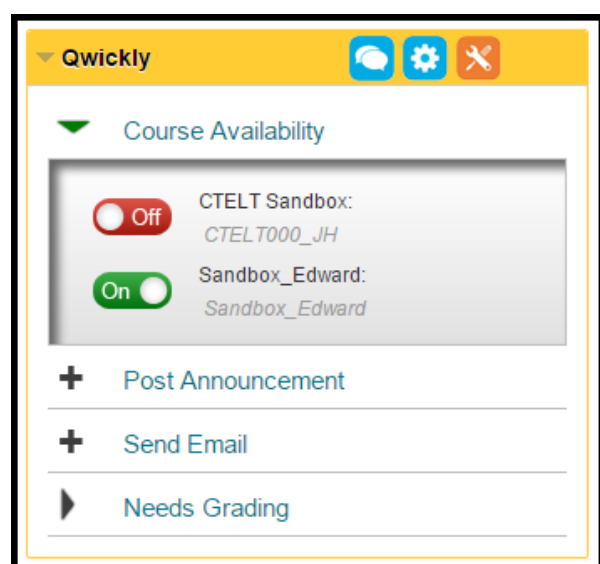 Qwickly
Course Availability
Off
CTELT Sandbox:
CTELT000_JH
On
Sandbox_Edward:
Sandbox_Edward
Post Announcement
Send Email
Needs Grading